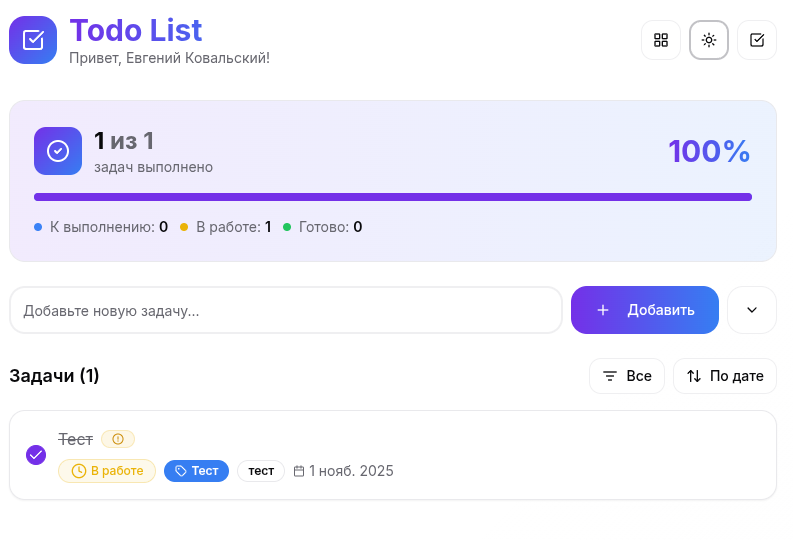 Todo List
Привет, Евгений Ковальский!
1 из 1
задач выполнено
100%
К выполнению: 0 В работе: 1 Готово: 0
Добавьте новую задачу...
Добавить
Задачи (1)
Все
По дате
Тест
В работе Тест тест 1 нояб. 2025